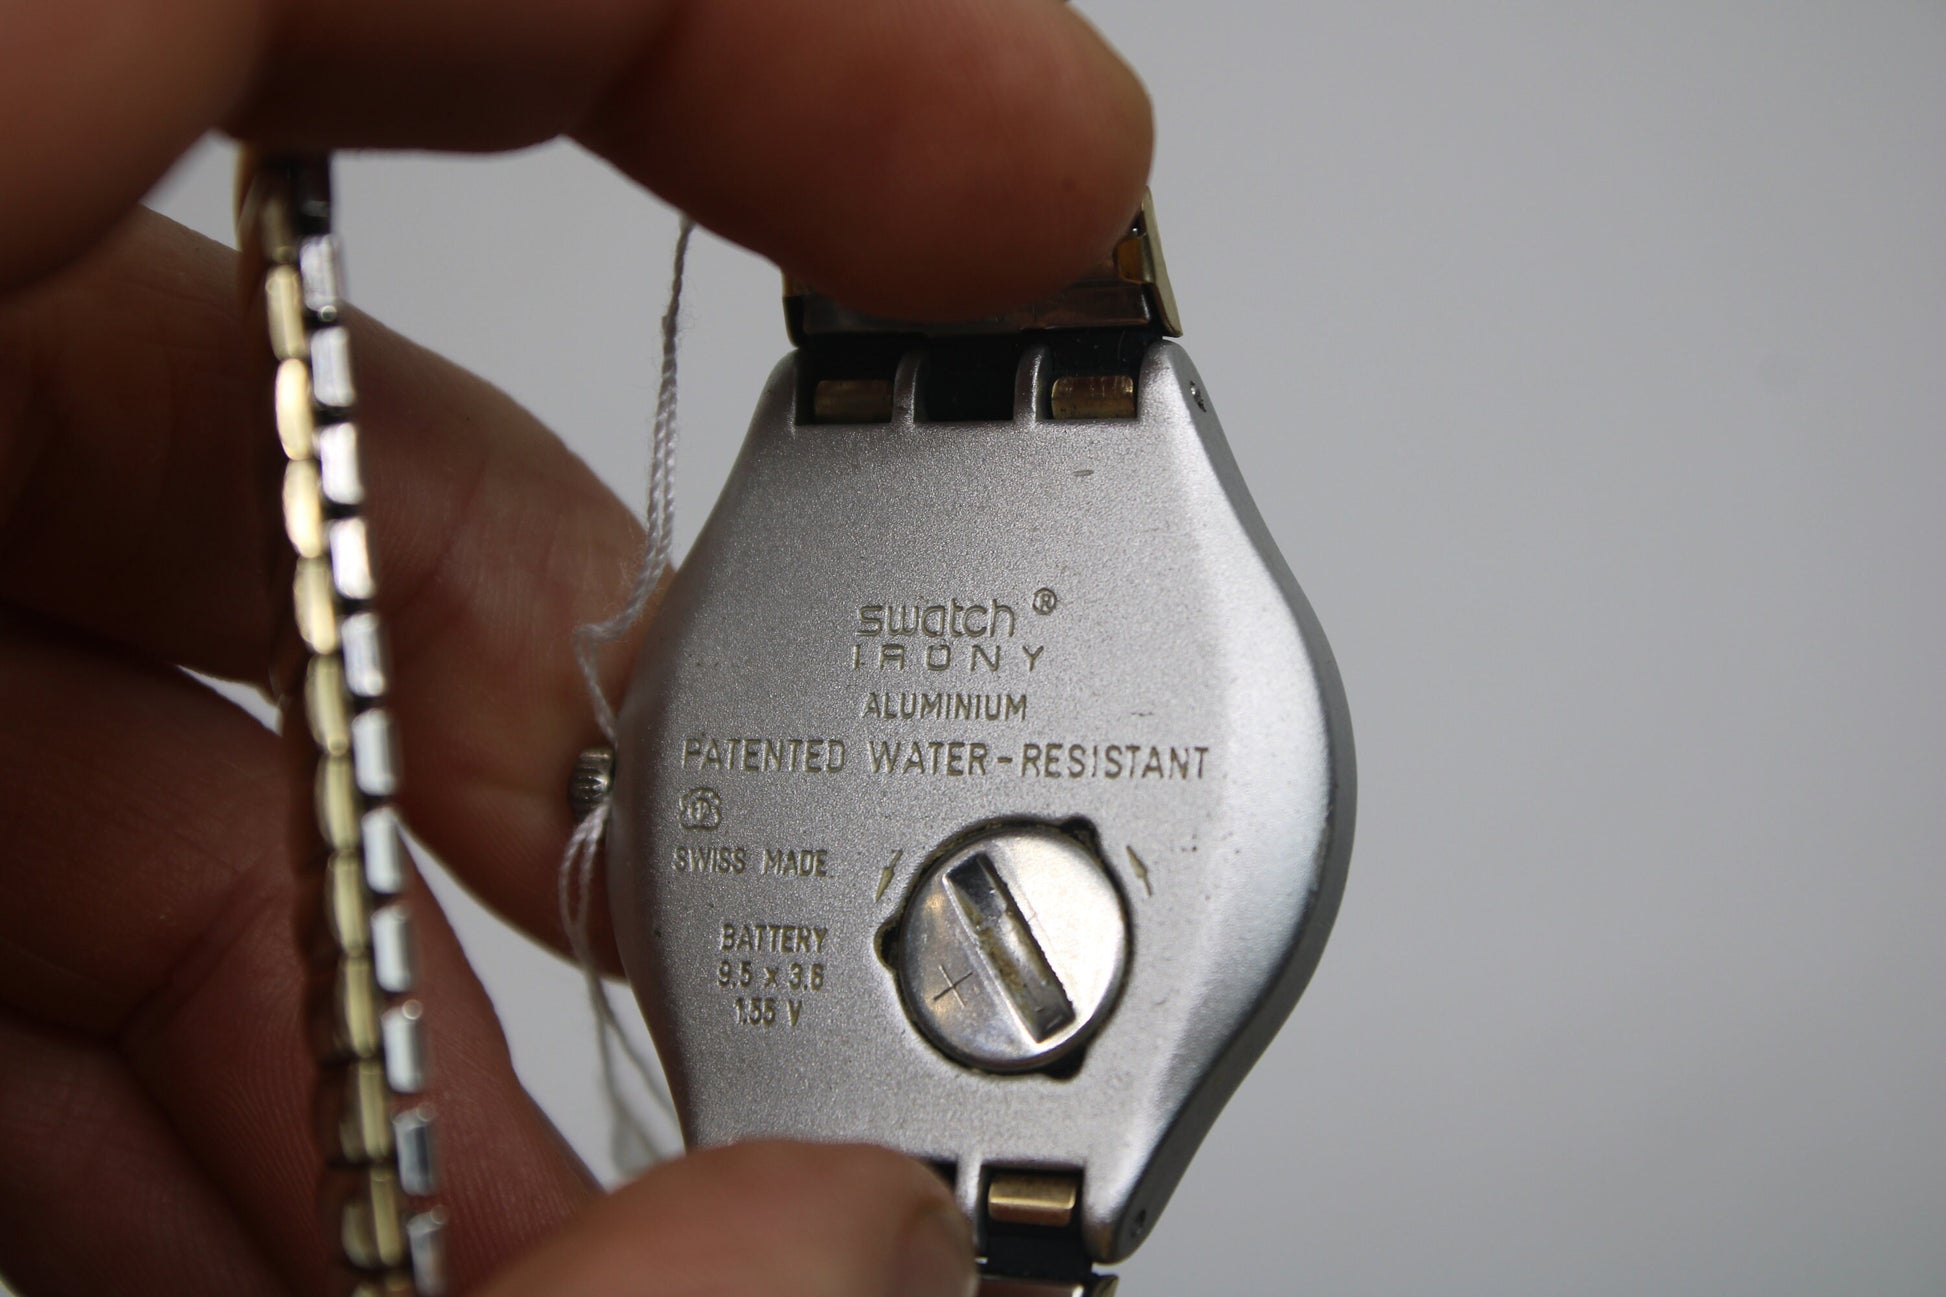 swatch ®
IRONY
ALUMINIUM
PATENTED WATER-RESISTANT
SWISS MADE
BATTERY
9.5 x 3.6
1.55 V
+